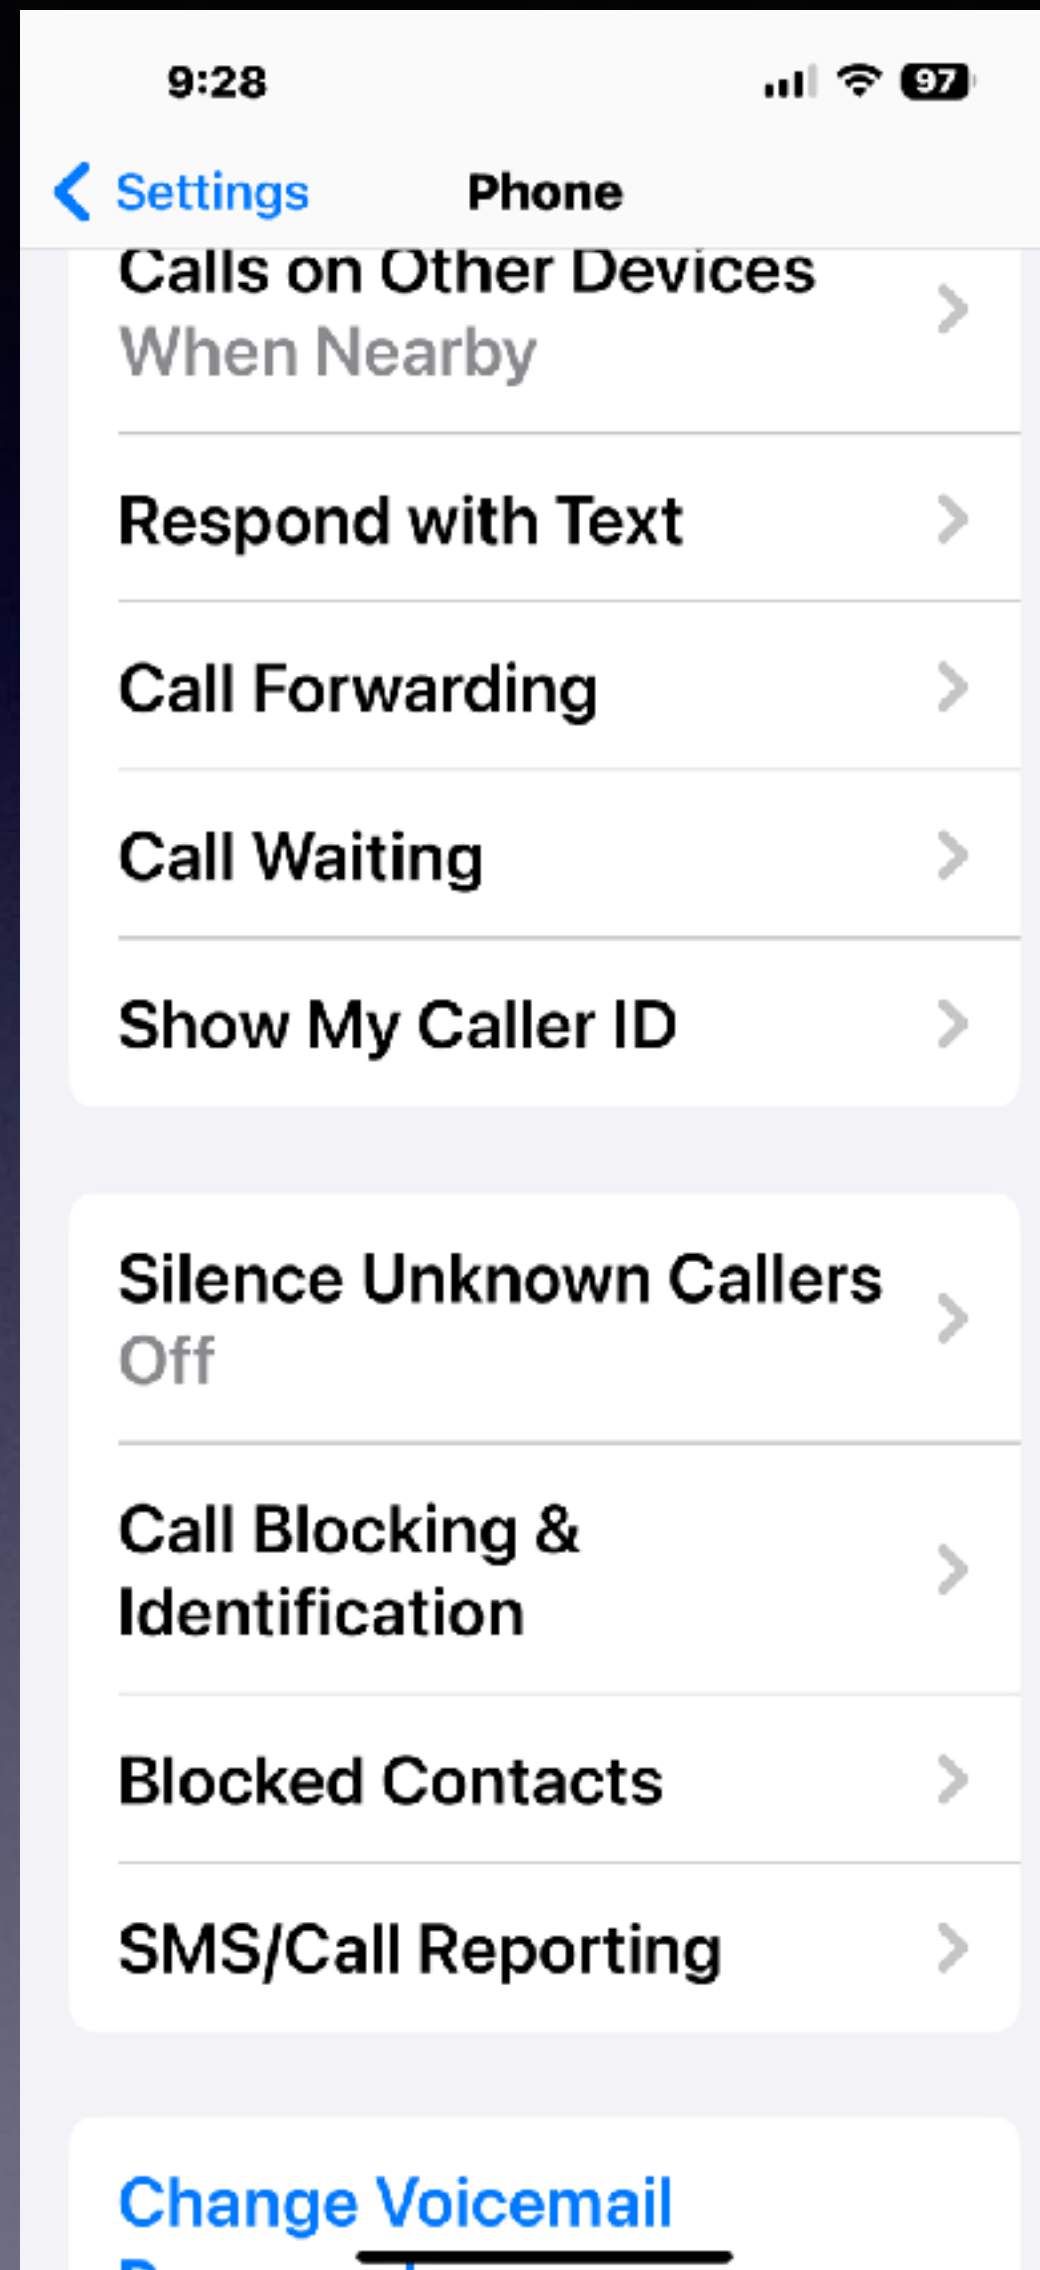 9:28
97
Settings
Phone
Calls on Other Devices
When Nearby
Respond with Text
Call Forwarding
Call Waiting
Show My Caller ID
Silence Unknown Callers
Off
Call Blocking &
Identification
Blocked Contacts
SMS/Call Reporting
Change Voicemail